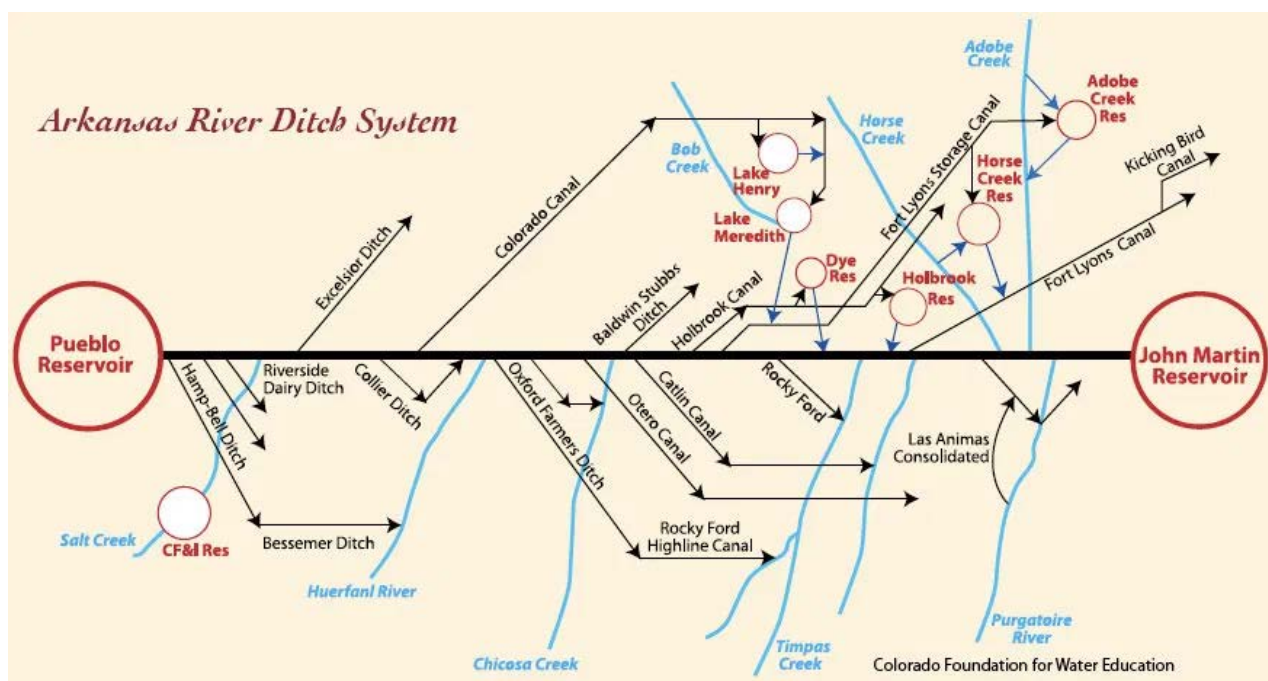 Arkansas River Ditch System
Adobe
Creek
Adobe
Creek
Res
Kicking Bird
Canal
Horse
Creek
Horse
Creek
Res
Fort Lyons Storage Canal
Bob
Creek
Lake
Henry
Lake
Meredith
Colorado Canal
Excelsior Ditch
Dye
Res
Holbrook
Res
Fort Lyons Canal
Baldwin Stubbs
Ditch
Holbrook Canal
Pueblo
Reservoir
John Martin
Reservoir
Riverside
Dairy Ditch
Hamp-Bell Ditch
Collier Ditch
Oxford Farmers Ditch
Otero Canal
Catlin Canal
Rocky Ford
Las Animas
Consolidated
Salt Creek
CF&I Res
Bessemer Ditch
Rocky Ford
Highline Canal
Huerfanl River
Chicosa Creek
Timpas
Creek
Purgatoire
River
Colorado Foundation for Water Education